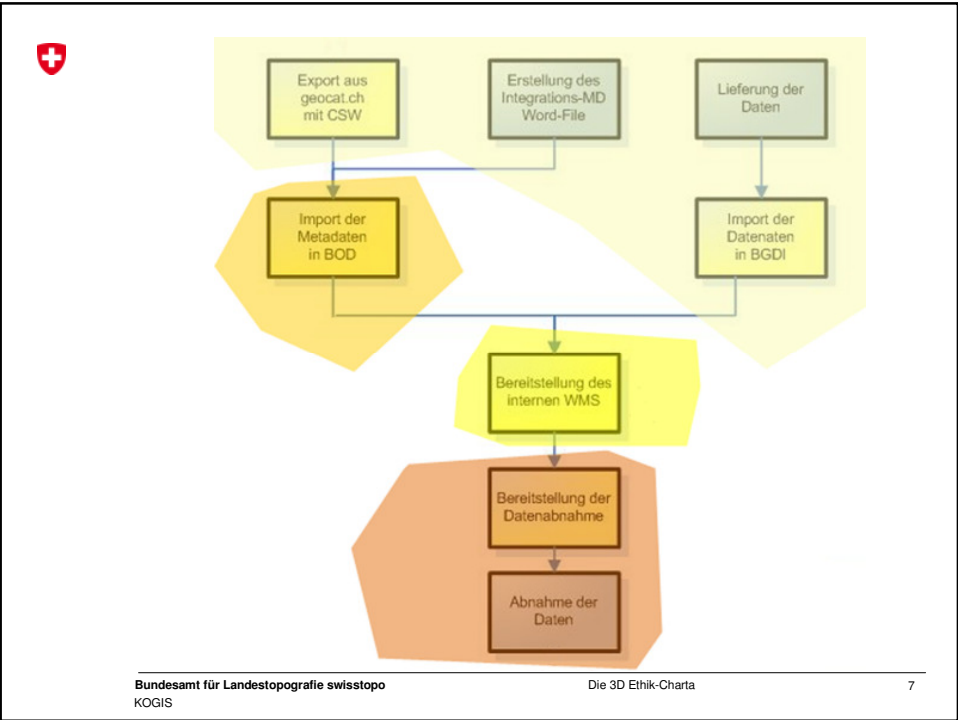 Export aus
geocat.ch
mit CSW
Erstellung des
Integrations-MD
Word-File
Lieferung der
Daten
Import der
Metadaten
in BOD
Import der
Datenaten
in BGDI
Bereitstellung des
internen WMS
Bereitstellung der
Datenabnahme
Abnahme der
Daten
Bundesamt für Landestopografie swisstopo
KOGIS
Die 3D Ethik-Charta
7